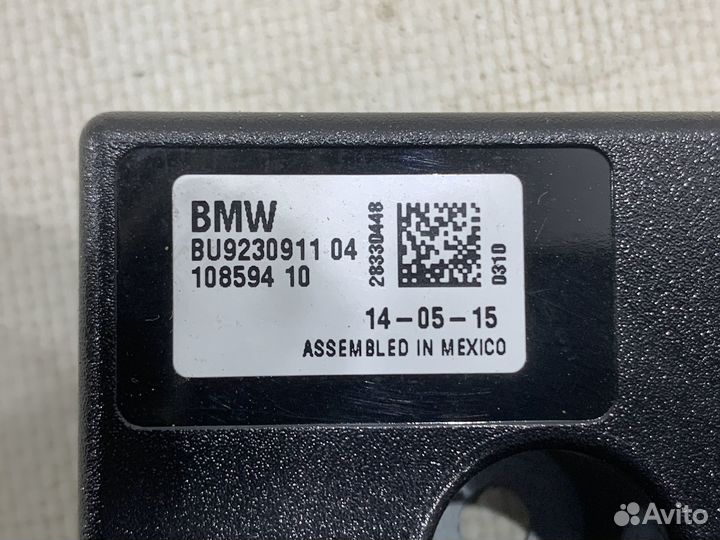 BMW
BU9230911 04
108594 10
28330448
0310
14-05-15
ASSEMBLED IN MEXICO
Avito